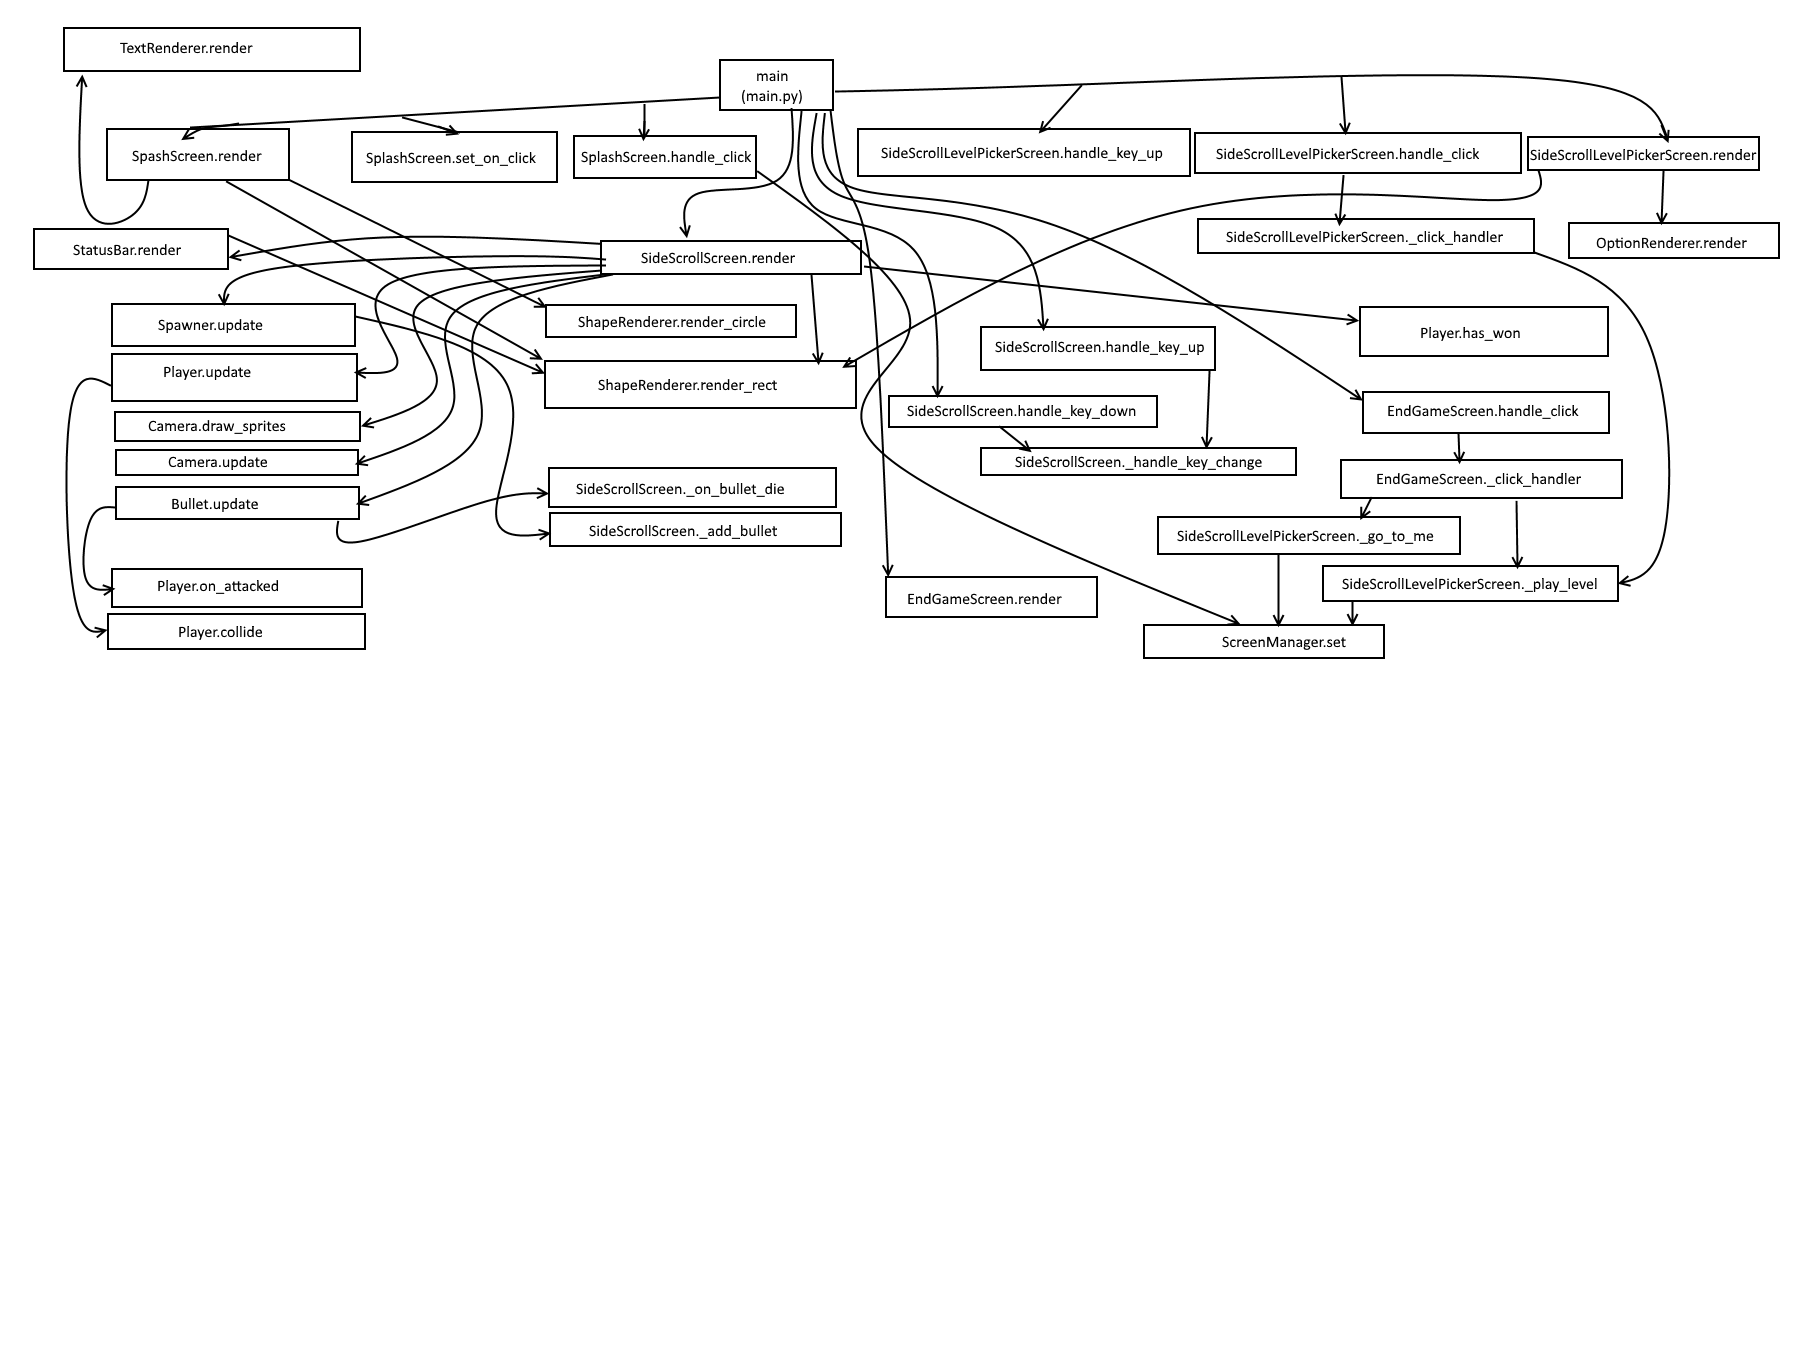 TextRenderer.render
main
(main.py)
SpashScreen.render
SplashScreen.set_on_click
SplashScreen.handle_click
SideScrollLevelPickerScreen.handle_key_up
SideScrollLevelPickerScreen.handle_click
SideScrollLevelPickerScreen.render
StatusBar.render
SideScrollScreen.render
SideScrollLevelPickerScreen._click_handler
OptionRenderer.render
Spawner.update
ShapeRenderer.render_circle
SideScrollScreen.handle_key_up
Player.has_won
Player.update
ShapeRenderer.render_rect
SideScrollScreen.handle_key_down
EndGameScreen.handle_click
Camera.draw_sprites
Camera.update
SideScrollScreen._handle_key_change
EndGameScreen._click_handler
Bullet.update
SideScrollScreen._on_bullet_die
SideScrollScreen._add_bullet
SideScrollLevelPickerScreen._go_to_me
Player.on_attacked
EndGameScreen.render
SideScrollLevelPickerScreen._play_level
Player.collide
ScreenManager.set